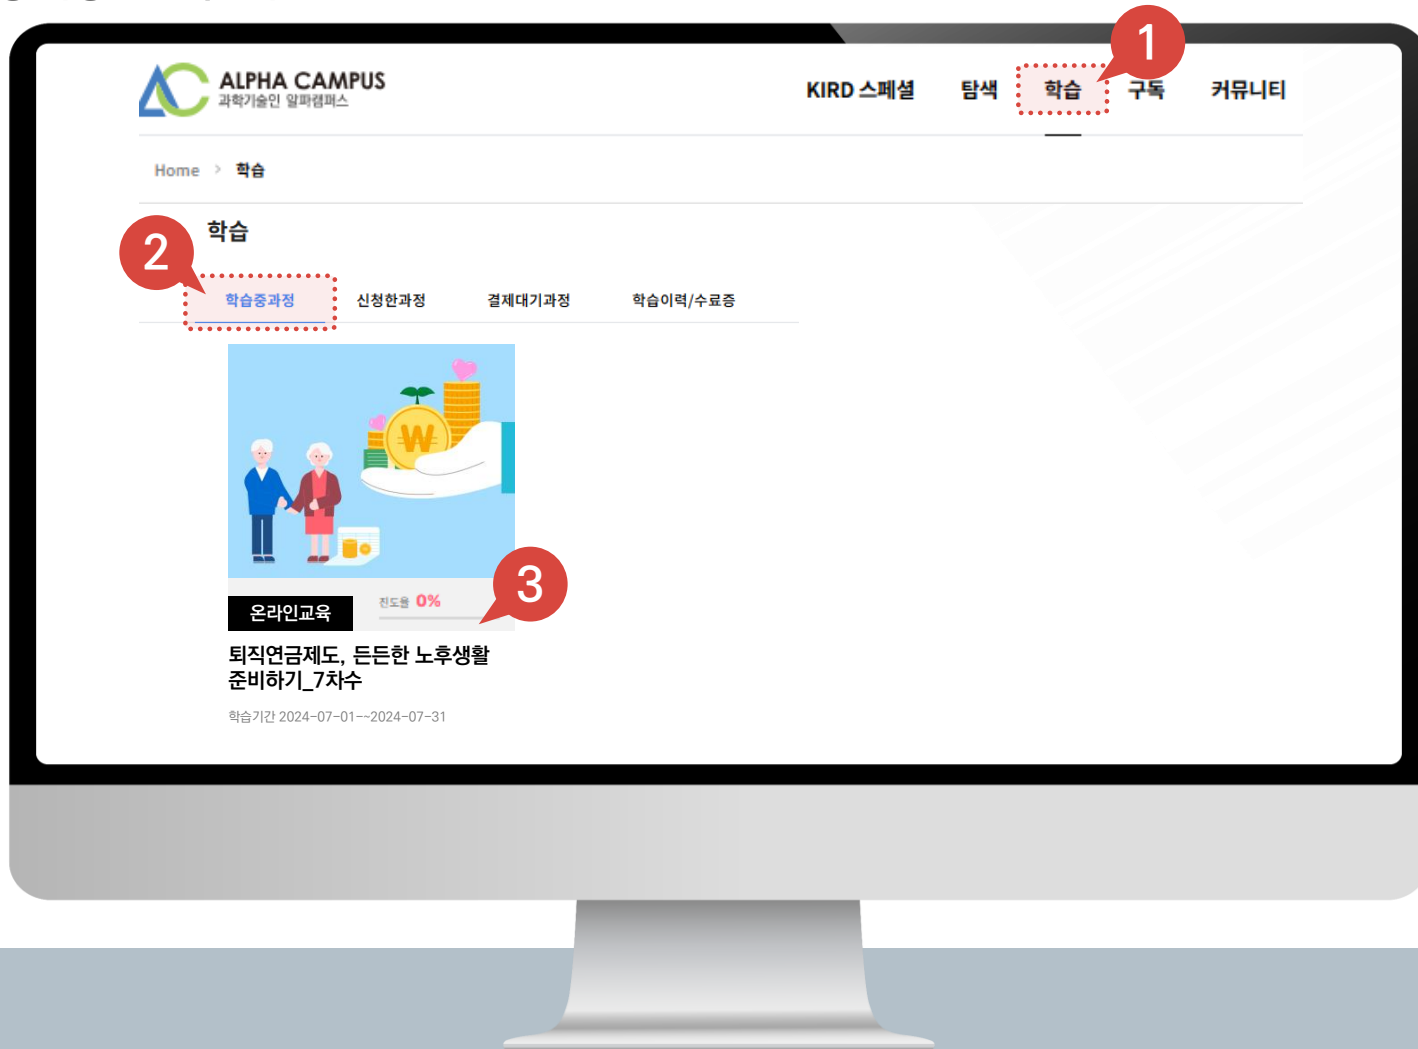 1
ALPHA CAMPUS
과학기술인 알파캠퍼스
KIRD 스페셜 탐색 학습 구독 커뮤니티
Home > 학습
2
학습
학습중과정 신청한과정 결제대기과정 학습이력/수료증
W
3
온라인교육 진도율 0%
퇴직연금제도, 든든한 노후생활
준비하기_7차수
학습기간 2024-07-01~~2024-07-31